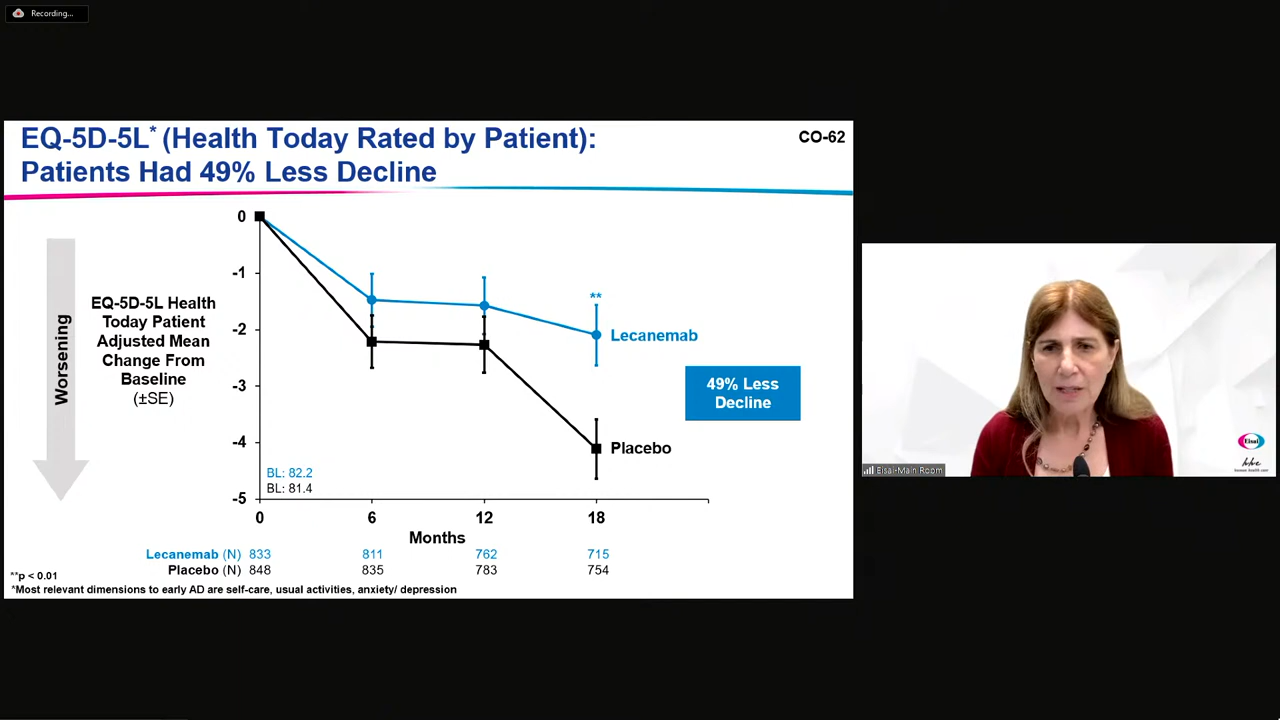 Recording...
EQ-5D-5L* (Health Today Rated by Patient):
Patients Had 49% Less Decline
CO-62
Worsening
EQ-5D-5L Health
Today Patient
Adjusted Mean
Change From
Baseline
(±SE)
0
-1
-2
-3
-4
-5
**
Lecanemab
49% Less
Decline
Placebo
BL: 82.2
BL: 81.4
0 6 12 18
Months
Lecanemab (N) 833 811 762 715
Placebo (N) 848 835 783 754
**p < 0.01
*Most relevant dimensions to early AD are self-care, usual activities, anxiety/ depression
Eisai-Main Room
Eisai